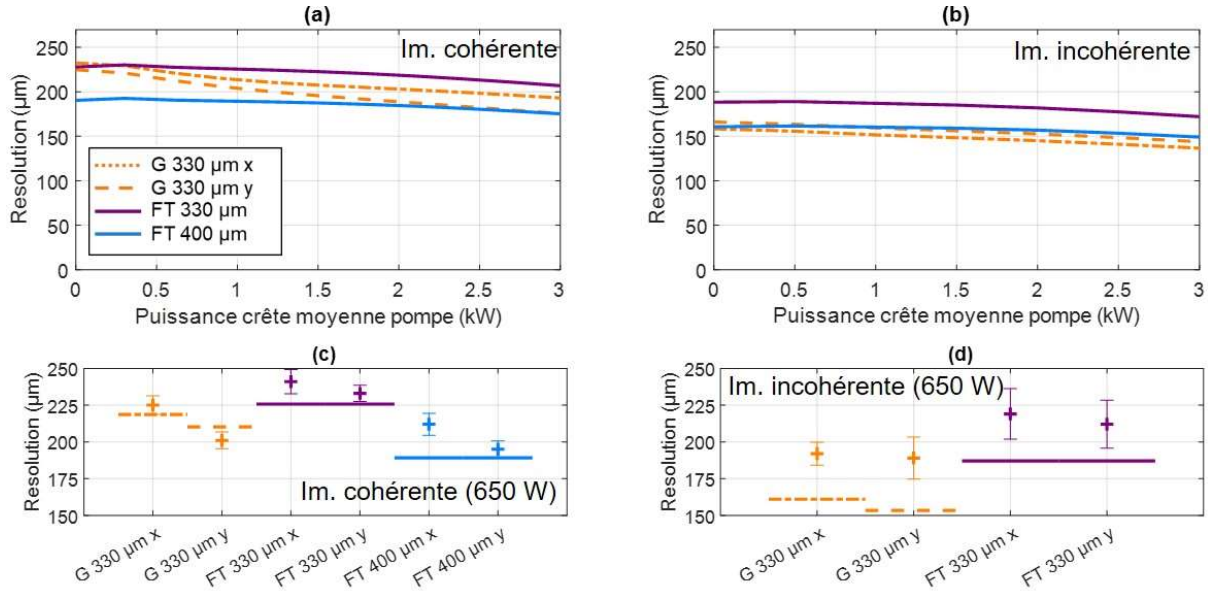 (a)
Im. cohérente
Resolution (µm)
250
200
150
100
50
0
G 330 µm x
G 330 µm y
FT 330 µm
FT 400 µm
0 0.5 1 1.5 2 2.5 3
Puissance crête moyenne pompe (kW)
(b)
Im. incohérente
Resolution (µm)
250
200
150
100
50
0
0 0.5 1 1.5 2 2.5 3
Puissance crête moyenne pompe (kW)
(c)
Resolution (µm)
250
225
200
175
150
Im. cohérente (650 W)
G 330 µm x
G 330 µm y
FT 330 µm x
FT 330 µm y
FT 400 µm x
FT 400 µm y
(d)
Im. incohérente (650 W)
Resolution (µm)
250
225
200
175
150
G 330 µm x
G 330 µm y
FT 330 µm x
FT 330 µm y